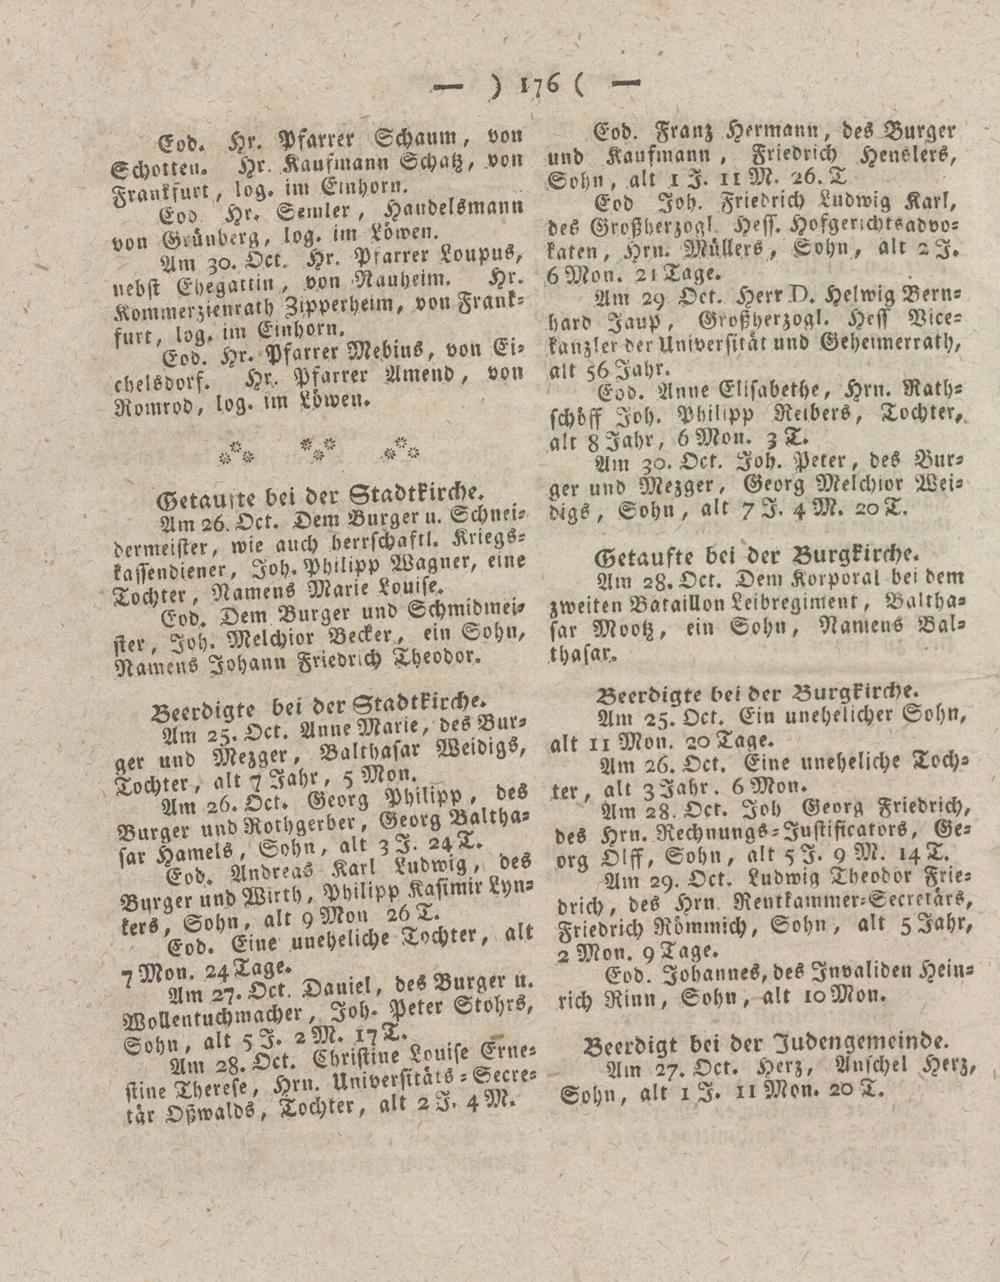 — ) 176 ( —
Eod. Hr. Pfarrer Schaum, von
Schotten. Hr. Kaufmann Schatz, von
Frankfurt, log. im Einhorn.
Eod Hr. Semler, Handelsmann
von Grünberg, log. im Löwen.
Am 30. Oct. Hr. Pfarrer Loupus,
nebst Ehegattin, von Nauheim. Hr.
Kommerzienrath Zipperheim, von Frank-
furt, log. im Einhorn.
Eod. Hr. Pfarrer Mebius, von Ei-
chelsdorf. Hr. Pfarrer Amend, von
Romrod, log. im Löwen.
Getaufte bei der Stadtkirche.
Am 26. Oct. Dem Burger u. Schnei-
dermeister, wie auch herrschaftl. Kriegs-
kassendiener, Joh. Philipp Wagner, eine
Tochter, Namens Marie Louise.
Eod. Dem Burger und Schmidmei-
ster, Joh. Melchior Becker, ein Sohn,
Namens Johann Friedrich Theodor.
Beerdigte bei der Stadtkirche.
Am 25. Oct. Anne Marie, des Bur-
ger und Mezger, Balthasar Weidigs,
Tochter, alt 7 Jahr, 5 Mon.
Am 26. Oct. Georg Philipp, des
Burger und Rothgerber, Georg Baltha-
sar Hamels, Sohn, alt 3 J. 24 T.
Eod. Andreas Karl Ludwig, des
Burger und Wirth, Philipp Kasimir Lyn-
kers, Sohn, alt 9 Mon 26 T.
Eod. Eine uneheliche Tochter, alt
7 Mon. 24 Tage.
Am 27. Oct. Daniel, des Burger u.
Wollentuchmacher, Joh. Peter Stohrs,
Sohn, alt 5 J. 2 M. 17 T.
Am 28. Oct. Christine Louise Erne-
stine Therese, Hrn. Universitäts-Secre-
tär Oßwalds, Tochter, alt 2 J. 4 M.
Eod. Franz Hermann, des Burger
und Kaufmann, Friedrich Henslers,
Sohn, alt 1 J. 11 M. 26. T
Eod Joh. Friedrich Ludwig Karl,
des Großherzogl. Hess. Hofgerichtsadvo-
katen, Hrn. Müllers, Sohn, alt 2 J.
6 Mon. 21 Tage.
Am 29 Oct. Herr D. Helwig Bern-
hard Jaup, Großherzogl. Hess Vice-
kanzler der Universität und Geheimerrath,
alt 56 Jahr.
Eod. Anne Elisabethe, Hrn. Rath-
schöff Joh. Philipp Reibers, Tochter,
alt 8 Jahr, 6 Mon. 3 T.
Am 30. Oct. Joh. Peter, des Bur-
ger und Mezger, Georg Melchior Wei-
digs, Sohn, alt 7 J. 4 M. 20 T.
Getaufte bei der Burgkirche.
Am 28. Oct. Dem Korporal bei dem
zweiten Bataillon Leibregiment, Baltha-
sar Mootz, ein Sohn, Namens Bal-
thasar.
Beerdigte bei der Burgkirche.
Am 25. Oct. Ein unehelicher Sohn,
alt 11 Mon. 20 Tage.
Am 26. Oct. Eine uneheliche Toch-
ter, alt 3 Jahr. 6 Mon.
Am 28. Oct. Joh Georg Friedrich,
des Hrn. Rechnungs-Justificators, Ge-
org Olff, Sohn, alt 5 J. 9 M. 14 T.
Am 29. Oct. Ludwig Theodor Frie-
drich, des Hrn. Rentkammer-Secretärs,
Friedrich Römmich, Sohn, alt 5 Jahr,
2 Mon. 9 Tage.
Eod. Johannes, des Invaliden Hein-
rich Rinn, Sohn, alt 10 Mon.
Beerdigt bei der Judengemeinde.
Am 27. Oct. Herz, Anschel Herz,
Sohn, alt 1 J. 11 Mon. 20 T.